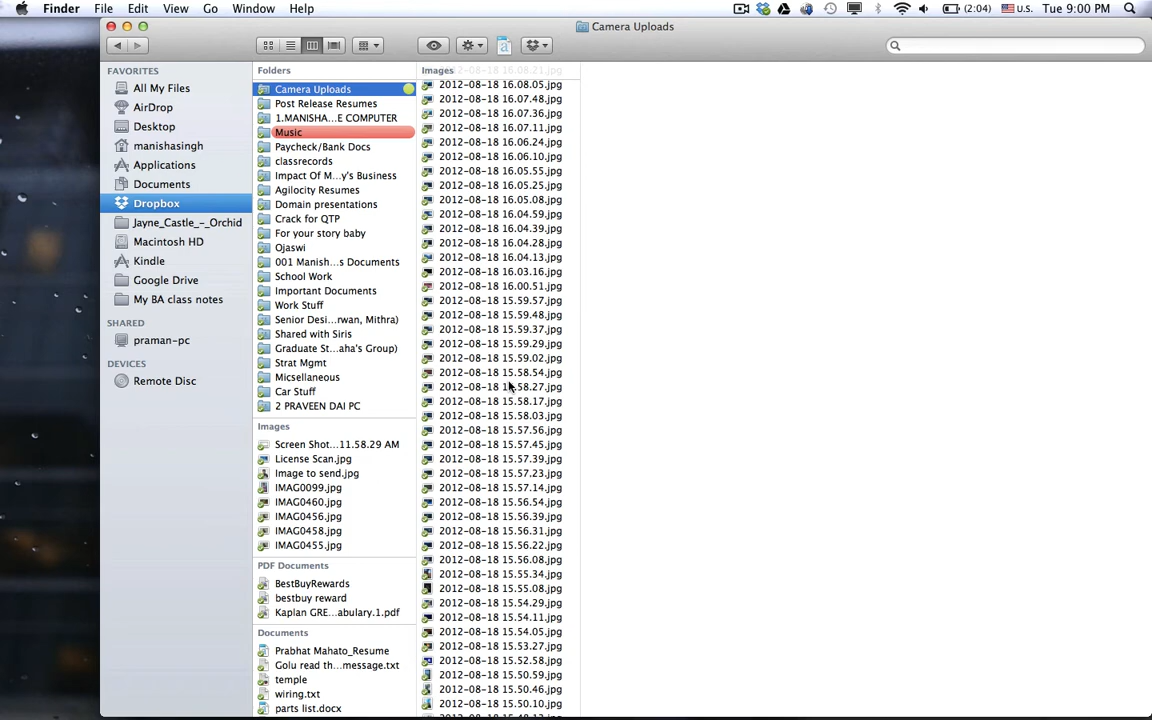 Finder File Edit View Go Window Help (2:04) U.S. Tue 9:00 PM
Camera Uploads
FAVORITES
All My Files
AirDrop
Desktop
manishasingh
Applications
Documents
Dropbox
Jayne_Castle_-_Orchid
Macintosh HD
Kindle
Google Drive
My BA class notes
SHARED
praman-pc
DEVICES
Remote Disc
Folders
Camera Uploads
Post Release Resumes
1.MANISHA...E COMPUTER
Music
Paycheck/Bank Docs
classrecords
Impact Of M...y's Business
Agilocity Resumes
Domain presentations
Crack for QTP
For your story baby
Ojaswi
001 Manish...s Documents
School Work
Important Documents
Work Stuff
Senior Desi...rwan, Mithra)
Shared with Siris
Graduate St...aha's Group)
Strat Mgmt
Micsellaneous
Car Stuff
2 PRAVEEN DAI PC
Images
Screen Shot...11.58.29 AM
License Scan.jpg
Image to send.jpg
IMAG0099.jpg
IMAG0460.jpg
IMAG0456.jpg
IMAG0458.jpg
IMAG0455.jpg
PDF Documents
BestBuyRewards
bestbuy reward
Kaplan GRE...abulary.1.pdf
Documents
Prabhat Mahato_Resume
Golu read th...message.txt
temple
wiring.txt
parts list.docx
Images
2012-08-18 16.08.21.jpg
2012-08-18 16.08.05.jpg
2012-08-18 16.07.48.jpg
2012-08-18 16.07.36.jpg
2012-08-18 16.07.11.jpg
2012-08-18 16.06.24.jpg
2012-08-18 16.06.10.jpg
2012-08-18 16.05.55.jpg
2012-08-18 16.05.25.jpg
2012-08-18 16.05.08.jpg
2012-08-18 16.04.59.jpg
2012-08-18 16.04.39.jpg
2012-08-18 16.04.28.jpg
2012-08-18 16.04.13.jpg
2012-08-18 16.03.16.jpg
2012-08-18 16.00.51.jpg
2012-08-18 15.59.57.jpg
2012-08-18 15.59.48.jpg
2012-08-18 15.59.37.jpg
2012-08-18 15.59.29.jpg
2012-08-18 15.59.02.jpg
2012-08-18 15.58.54.jpg
2012-08-18 15.58.27.jpg
2012-08-18 15.58.17.jpg
2012-08-18 15.58.03.jpg
2012-08-18 15.57.56.jpg
2012-08-18 15.57.45.jpg
2012-08-18 15.57.39.jpg
2012-08-18 15.57.23.jpg
2012-08-18 15.57.14.jpg
2012-08-18 15.56.54.jpg
2012-08-18 15.56.39.jpg
2012-08-18 15.56.31.jpg
2012-08-18 15.56.22.jpg
2012-08-18 15.56.08.jpg
2012-08-18 15.55.34.jpg
2012-08-18 15.55.08.jpg
2012-08-18 15.54.29.jpg
2012-08-18 15.54.11.jpg
2012-08-18 15.54.05.jpg
2012-08-18 15.53.27.jpg
2012-08-18 15.52.58.jpg
2012-08-18 15.50.59.jpg
2012-08-18 15.50.46.jpg
2012-08-18 15.50.10.jpg